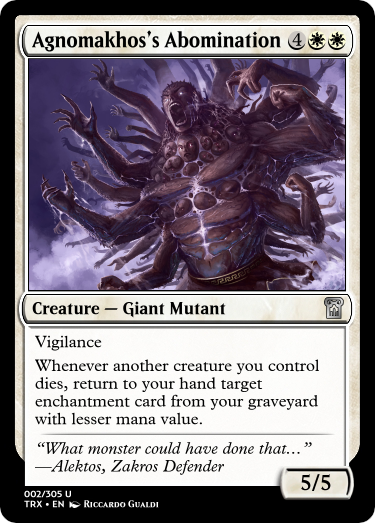 Agnomakhos's Abomination 4
Creature — Giant Mutant
Vigilance
Whenever another creature you control
dies, return to your hand target
enchantment card from your graveyard
with lesser mana value.
“What monster could have done that…”
—Alektos, Zakros Defender
5/5
002/305 U
TRX • EN Riccardo Gualdi